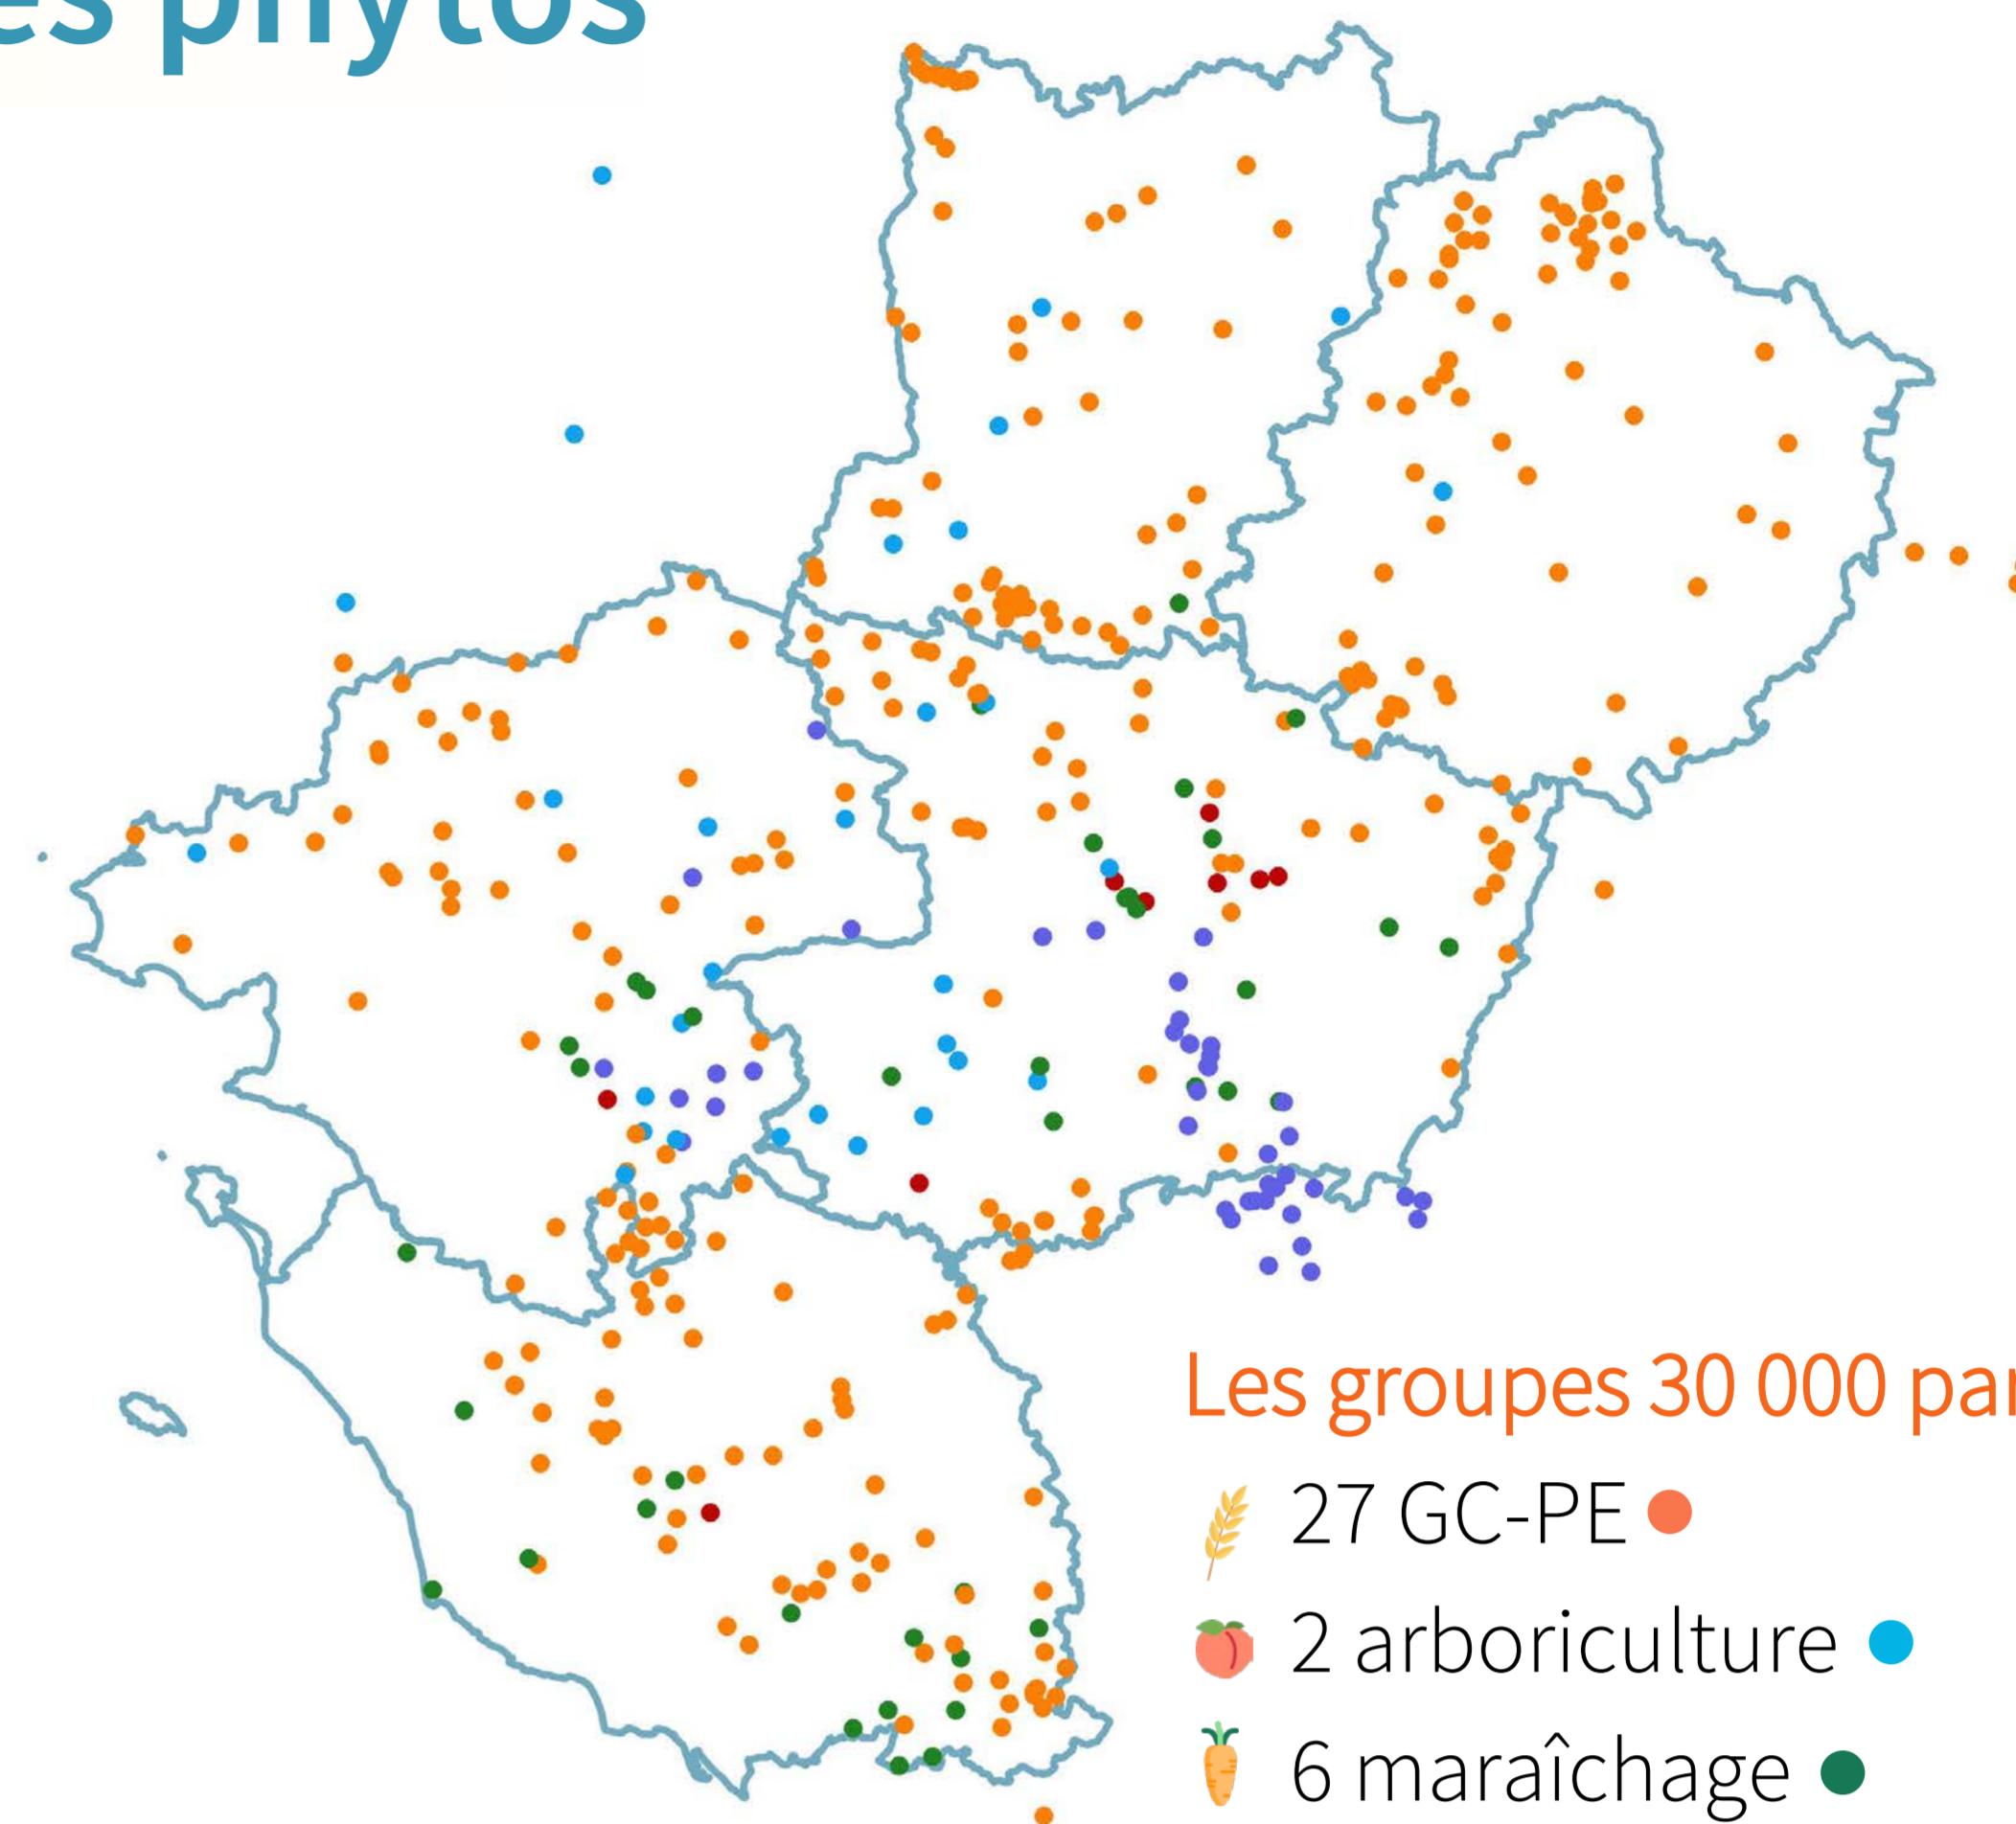 es phytos
Les groupes 30 000 par
27 GC-PE
2 arboriculture
6 maraîchage